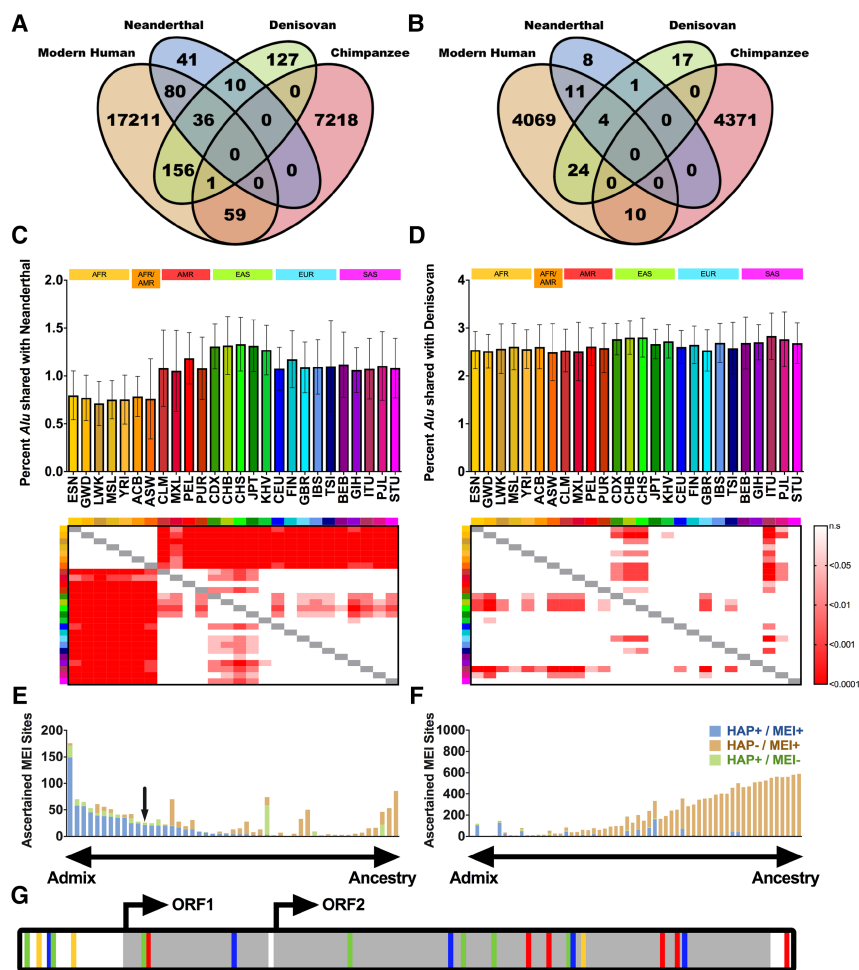 A
Neanderthal
Denisovan
Modern Human
Chimpanzee
41
127
80
10
0
17211
36
0
7218
0
156
1
0
0
59
B
Neanderthal
Denisovan
Modern Human
Chimpanzee
8
17
11
1
0
4069
4
0
4371
0
24
0
0
0
10
C
Percent Alu shared with Neanderthal
2.0
1.5
1.0
0.5
0.0
AFR
AFR/
AMR
AMR
EAS
EUR
SAS
ESN
GWD
LWK
MSL
YRI
ACB
ASW
CLM
MXL
PEL
PUR
CDX
CHB
CHS
JPT
KHV
CEU
FIN
GBR
IBS
TSI
BEB
GIH
ITU
PJL
STU
D
Percent Alu shared with Denisovan
4
3
2
1
0
AFR
AFR/
AMR
AMR
EAS
EUR
SAS
ESN
GWD
LWK
MSL
YRI
ACB
ASW
CLM
MXL
PEL
PUR
CDX
CHB
CHS
JPT
KHV
CEU
FIN
GBR
IBS
TSI
BEB
GIH
ITU
PJL
STU
n.s
<0.05
<0.01
<0.001
<0.0001
E
Ascertained MEI Sites
200
150
100
50
0
Admix
Ancestry
F
Ascertained MEI Sites
1000
800
600
400
200
0
HAP+ / MEI+
HAP- / MEI+
HAP+ / MEI-
Admix
Ancestry
G
ORF1
ORF2